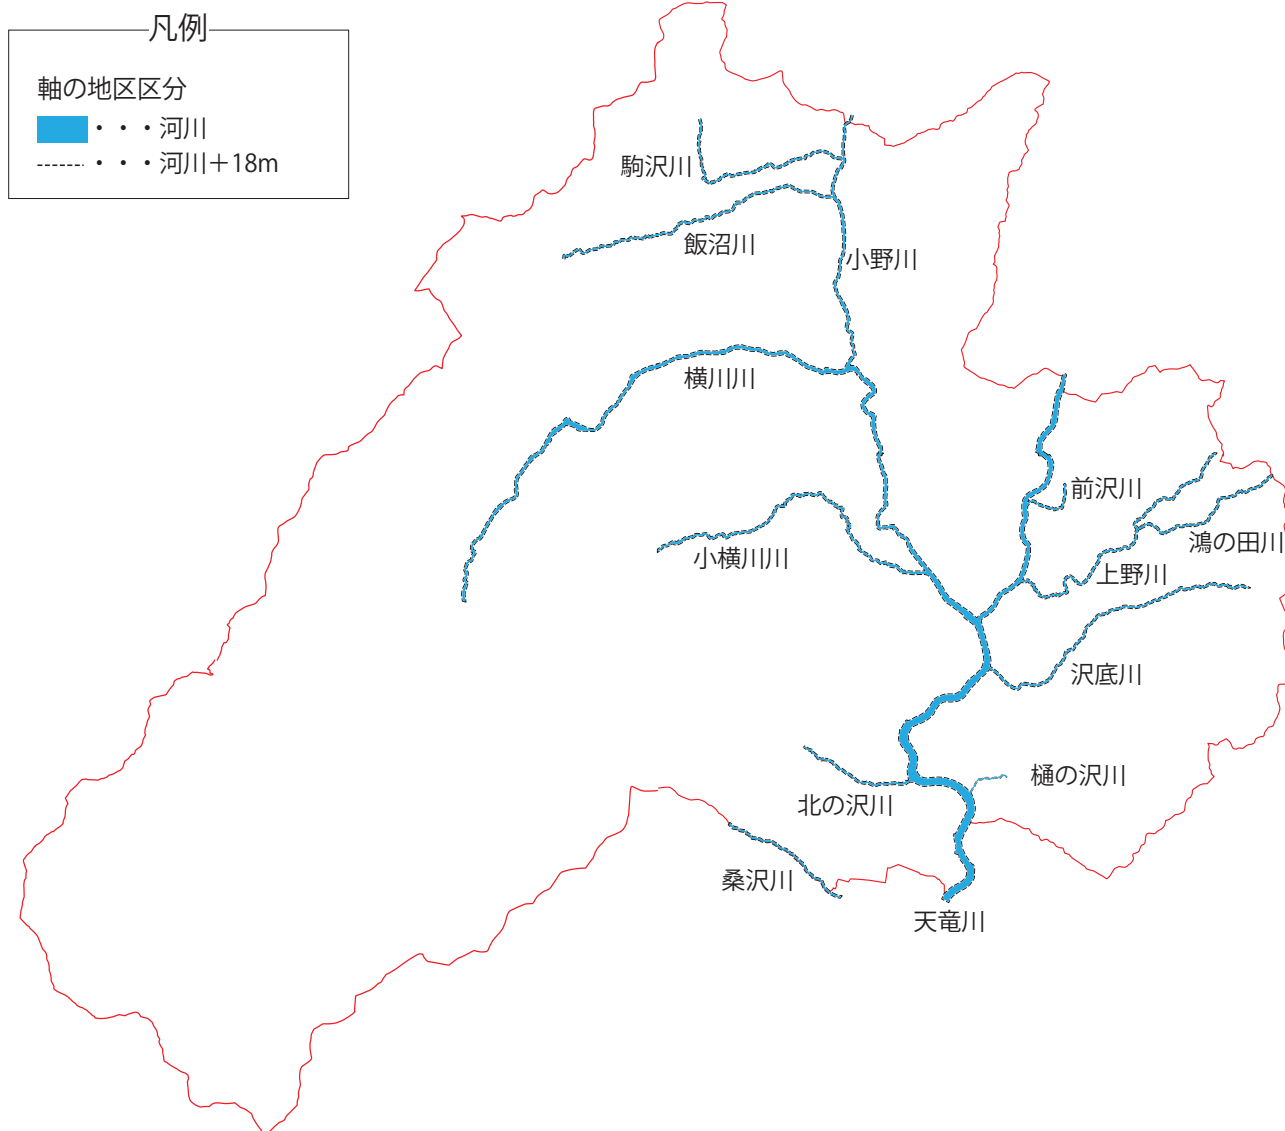 凡例
軸の地区区分
・・・河川
・・・河川＋18m
駒沢川
飯沼川
小野川
横川川
前沢川
鴻の田川
小横川川
上野川
沢底川
樋の沢川
北の沢川
桑沢川
天竜川